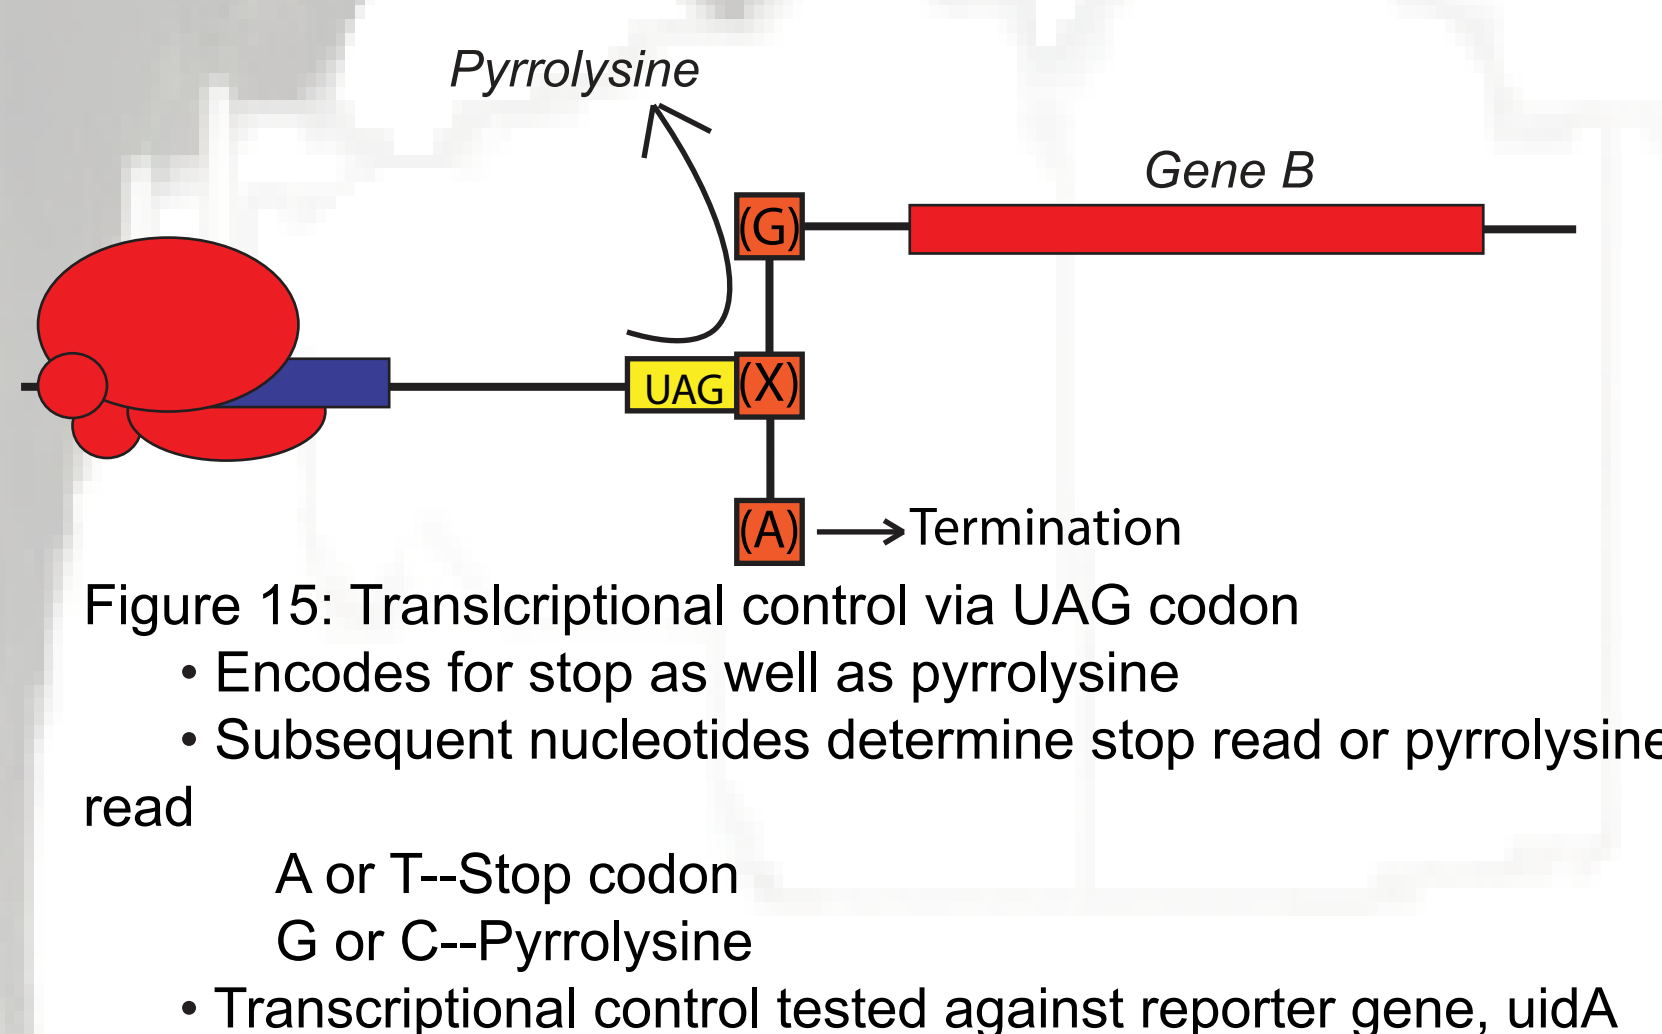 Pyrrolysine
Gene B
(G)
UAG
(X)
(A)
Termination
Figure 15: Translcriptional control via UAG codon
• Encodes for stop as well as pyrrolysine
• Subsequent nucleotides determine stop read or pyrrolysine
read
A or T--Stop codon
G or C--Pyrrolysine
• Transcriptional control tested against reporter gene, uidA